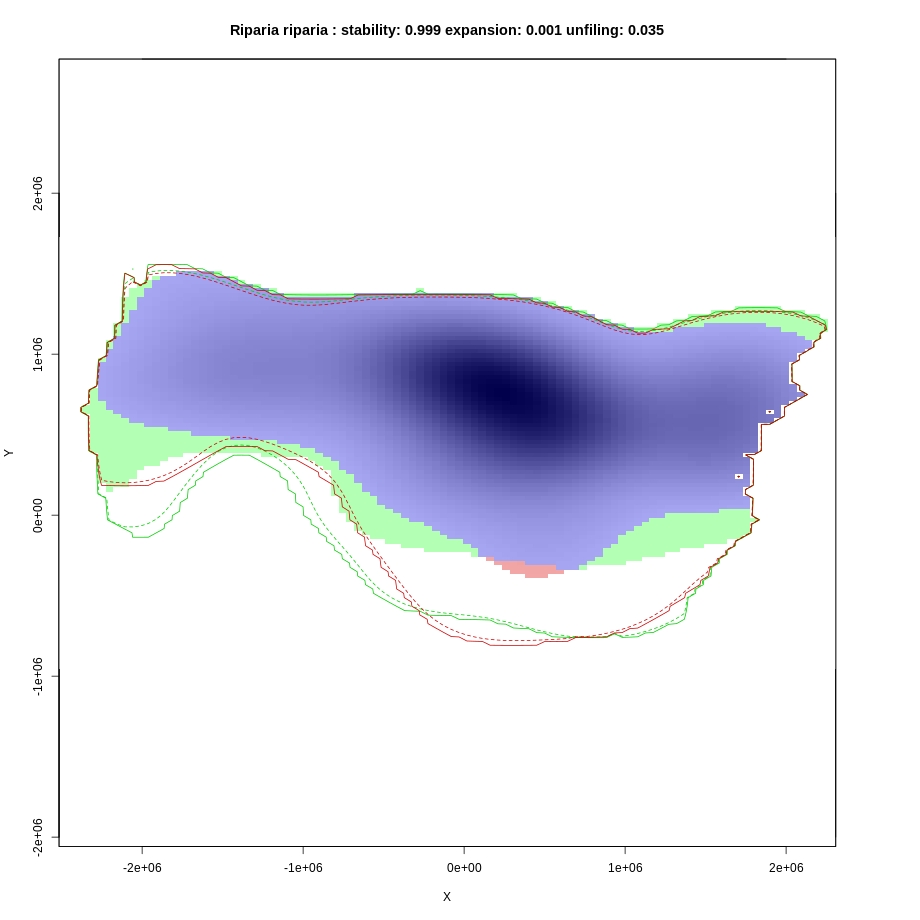 Riparia riparia : stability: 0.999 expansion: 0.001 unfiling: 0.035
2e+06
1e+06
0e+00
-1e+06
-2e+06
Y
-2e+06 -1e+06 0e+00 1e+06 2e+06
X